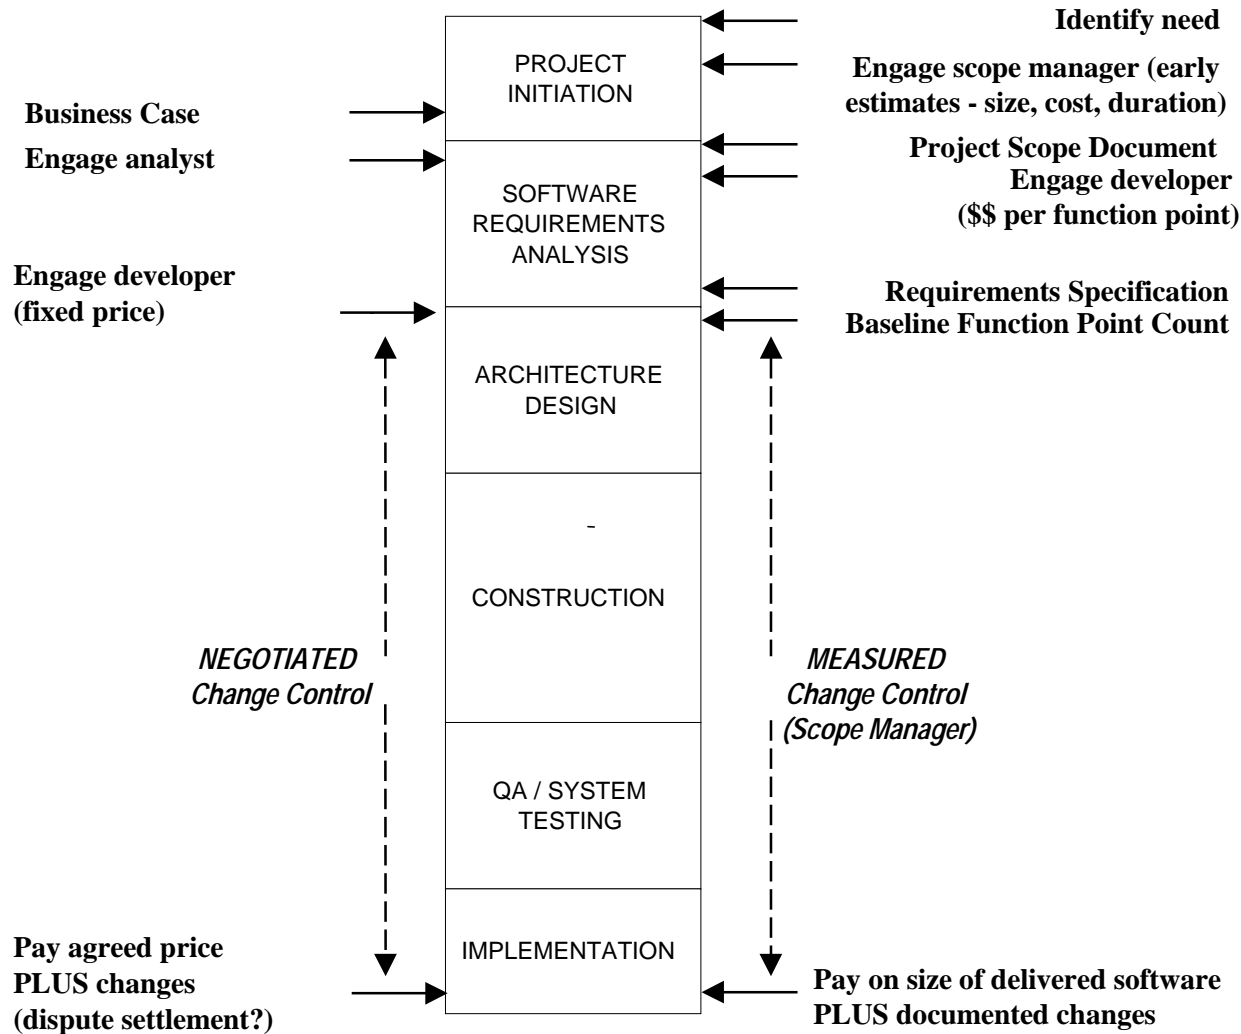 Identify need
PROJECT
INITIATION
Engage scope manager (early
estimates - size, cost, duration)
Business Case
Engage analyst
Project Scope Document
Engage developer
($$ per function point)
SOFTWARE
REQUIREMENTS
ANALYSIS
Engage developer
(fixed price)
Requirements Specification
Baseline Function Point Count
ARCHITECTURE
DESIGN
-
CONSTRUCTION
NEGOTIATED
Change Control
MEASURED
Change Control
(Scope Manager)
QA / SYSTEM
TESTING
IMPLEMENTATION
Pay agreed price
PLUS changes
(dispute settlement?)
Pay on size of delivered software
PLUS documented changes